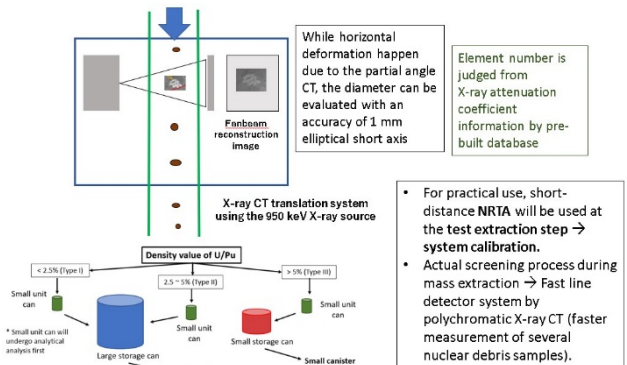 While horizontal
deformation happen
due to the partial angle
CT, the diameter can be
evaluated with an
accuracy of 1 mm
elliptical short axis
Element number is
judged from
X-ray attenuation
coefficient
information by pre-
built database
Fanbeam
reconstruction
image
X-ray CT translation system
using the 950 keV X-ray source
Density value of U/Pu
< 2.5% (Type I)
2.5 ~ 5% (Type II)
> 5% (Type III)
Small unit
can
Small unit
can
Small unit
can
* Small unit can will
undergo analytical
analysis first
Large storage can
Small storage can
Small canister
• For practical use, short-
distance NRTA will be used at
the test extraction step →
system calibration.
• Actual screening process during
mass extraction → Fast line
detector system by
polychromatic X-ray CT (faster
measurement of several
nuclear debris samples).